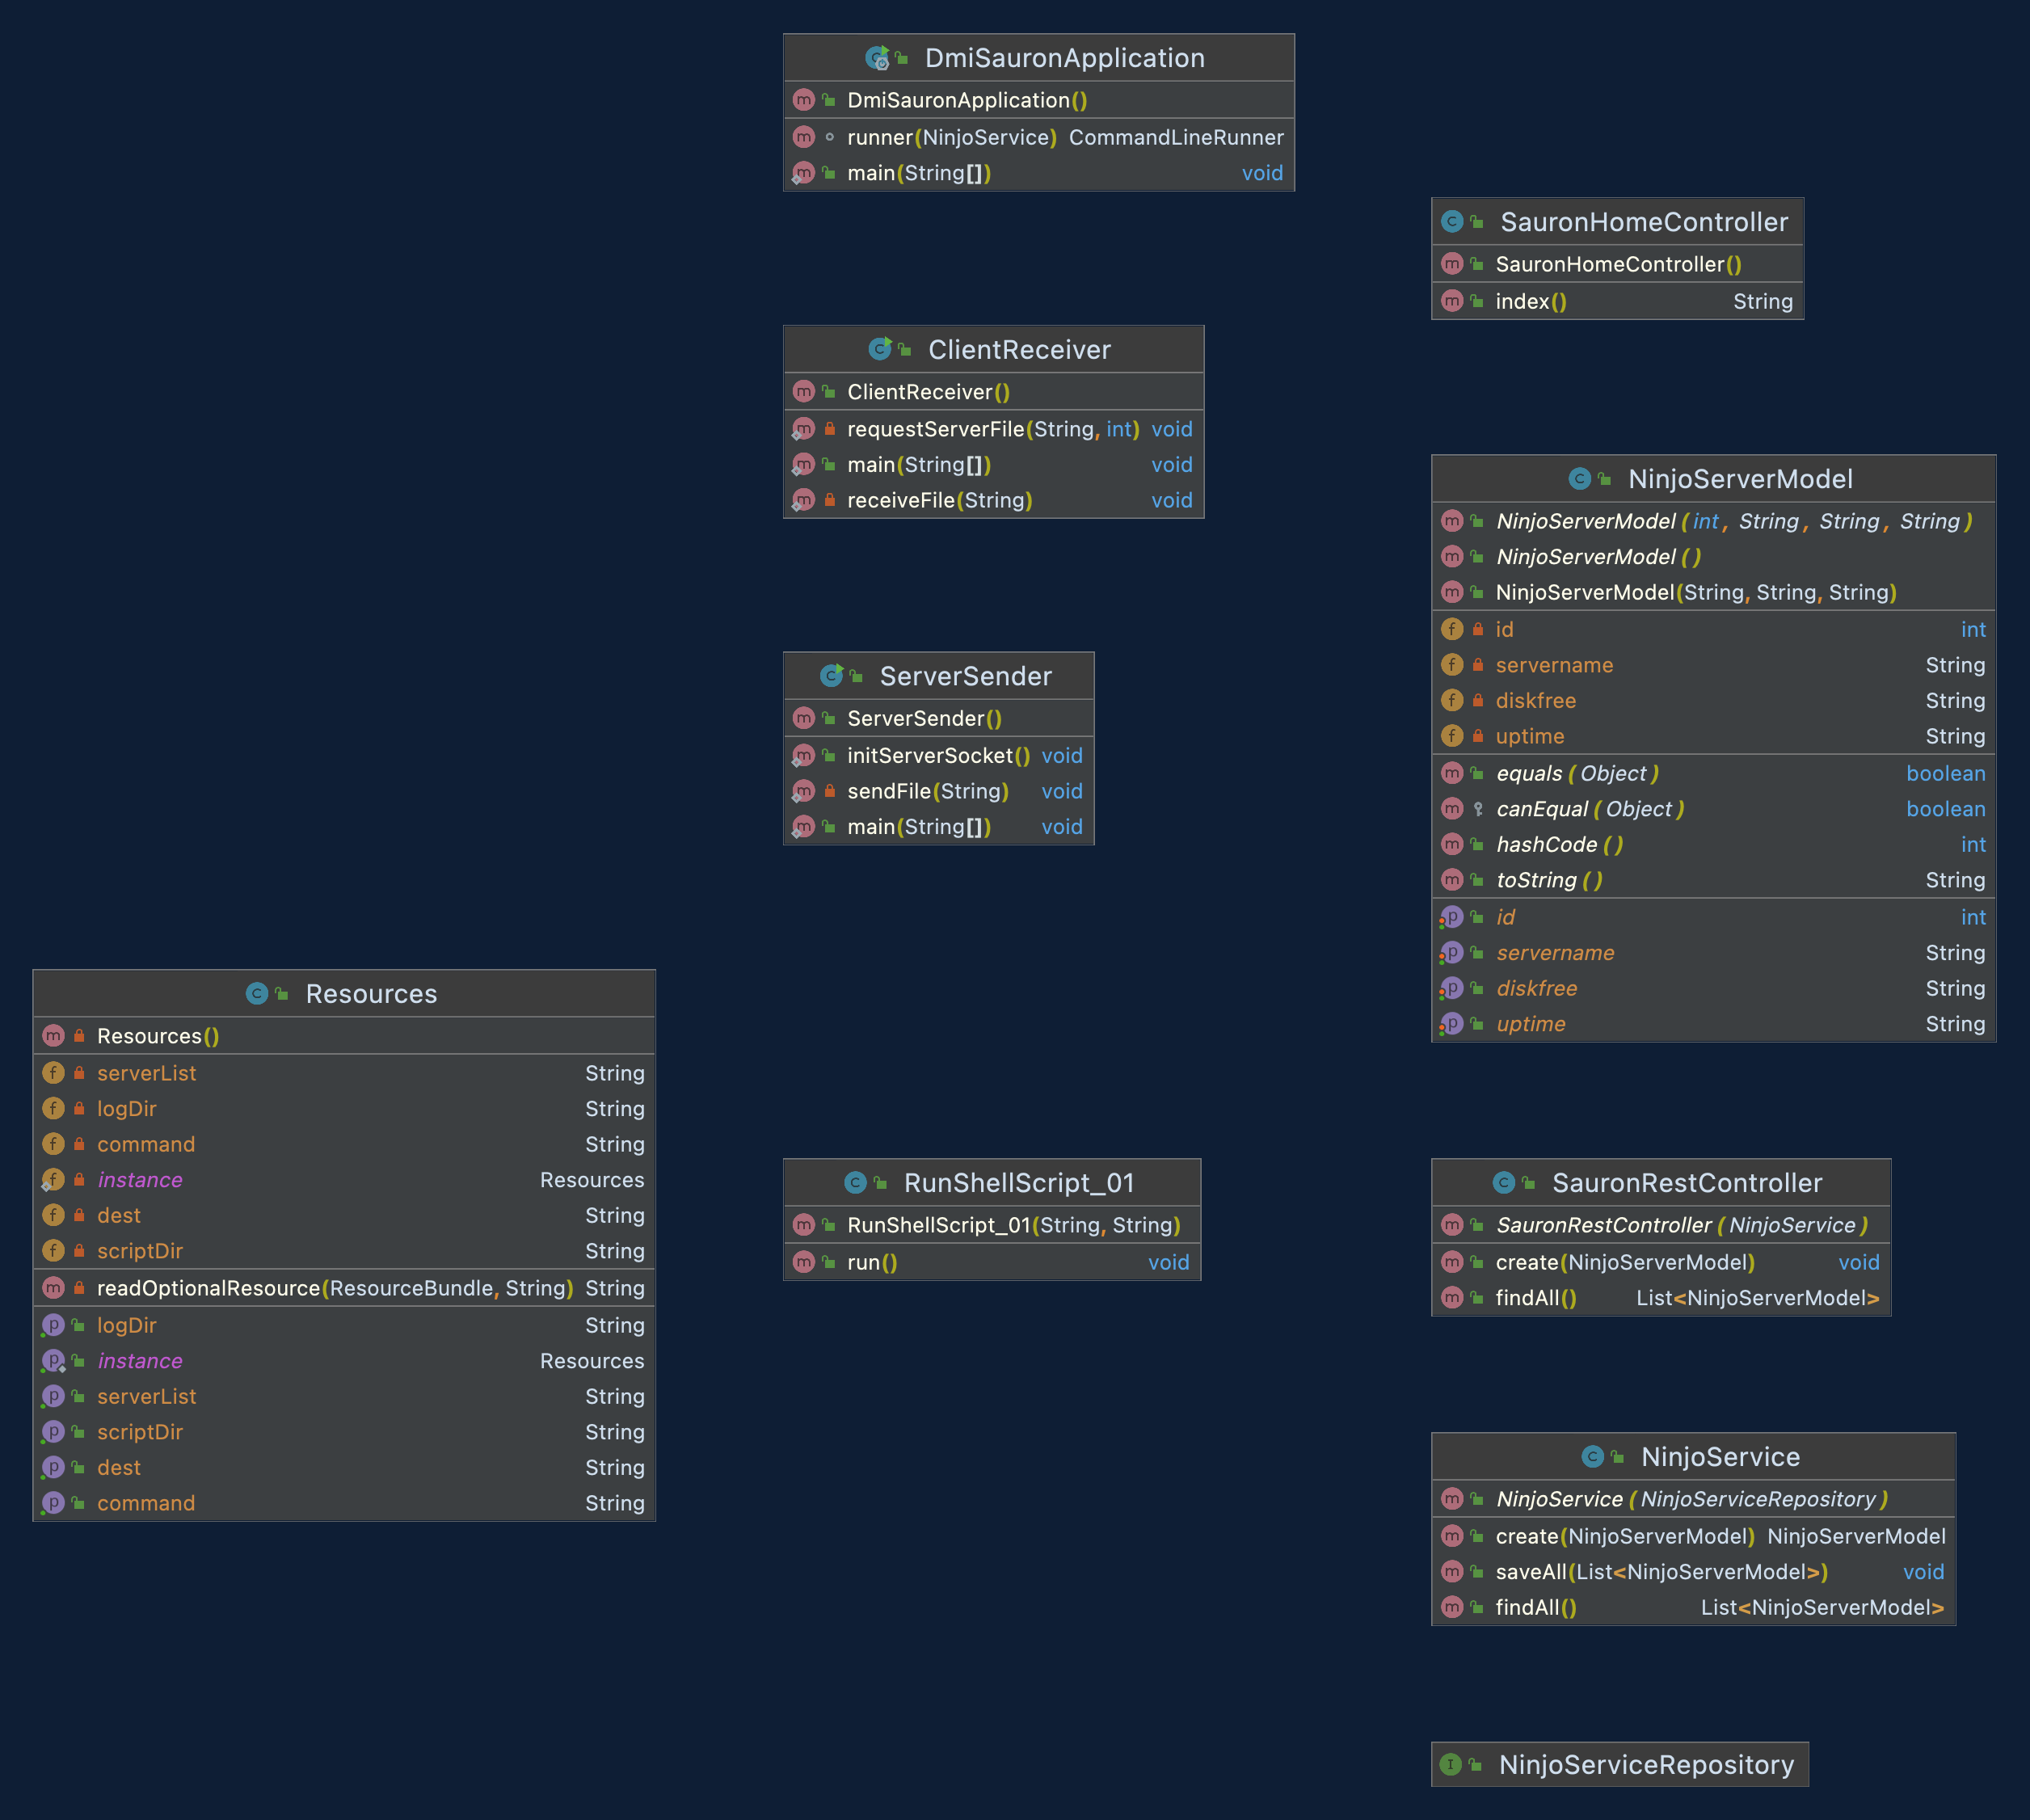 DmiSauronApplication
DmiSauronApplication()
runner(NinjoService) CommandLineRunner
main(String[]) void
SauronHomeController
SauronHomeController()
index() String
ClientReceiver
ClientReceiver()
requestServerFile(String, int) void
main(String[]) void
receiveFile(String) void
NinjoServerModel
NinjoServerModel(int, String, String, String)
NinjoServerModel()
NinjoServerModel(String, String, String)
id int
servername String
diskfree String
uptime String
equals(Object) boolean
canEqual(Object) boolean
hashCode() int
toString() String
id int
servername String
diskfree String
uptime String
ServerSender
ServerSender()
initServerSocket() void
sendFile(String) void
main(String[]) void
Resources
Resources()
serverList String
logDir String
command String
instance Resources
dest String
scriptDir String
readOptionalResource(ResourceBundle, String) String
logDir String
instance Resources
serverList String
scriptDir String
dest String
command String
RunShellScript_01
RunShellScript_01(String, String)
run() void
SauronRestController
SauronRestController(NinjoService)
create(NinjoServerModel) void
findAll() List<NinjoServerModel>
NinjoService
NinjoService(NinjoServiceRepository)
create(NinjoServerModel) NinjoServerModel
saveAll(List<NinjoServerModel>) void
findAll() List<NinjoServerModel>
NinjoServiceRepository